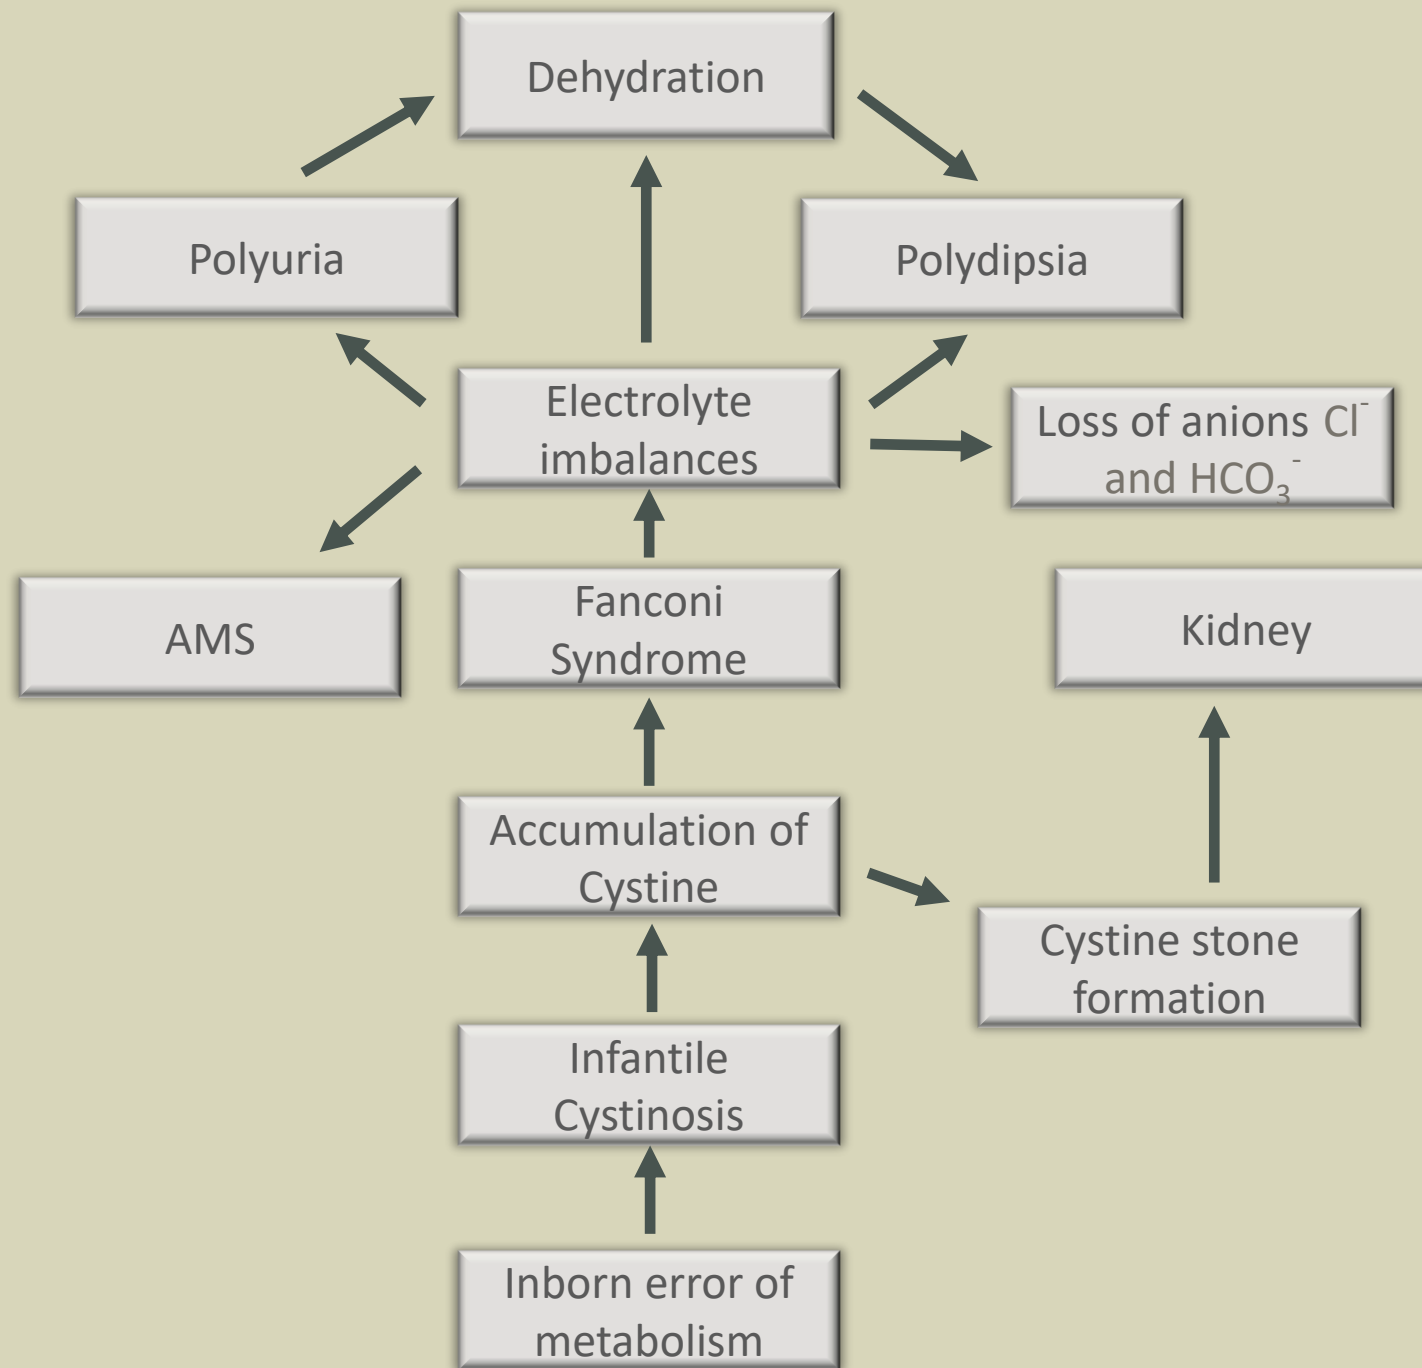 Dehydration
Polyuria
Polydipsia
Electrolyte
imbalances
Loss of anions Cl⁻
and HCO₃⁻
AMS
Fanconi
Syndrome
Kidney
Accumulation of
Cystine
Cystine stone
formation
Infantile
Cystinosis
Inborn error of
metabolism